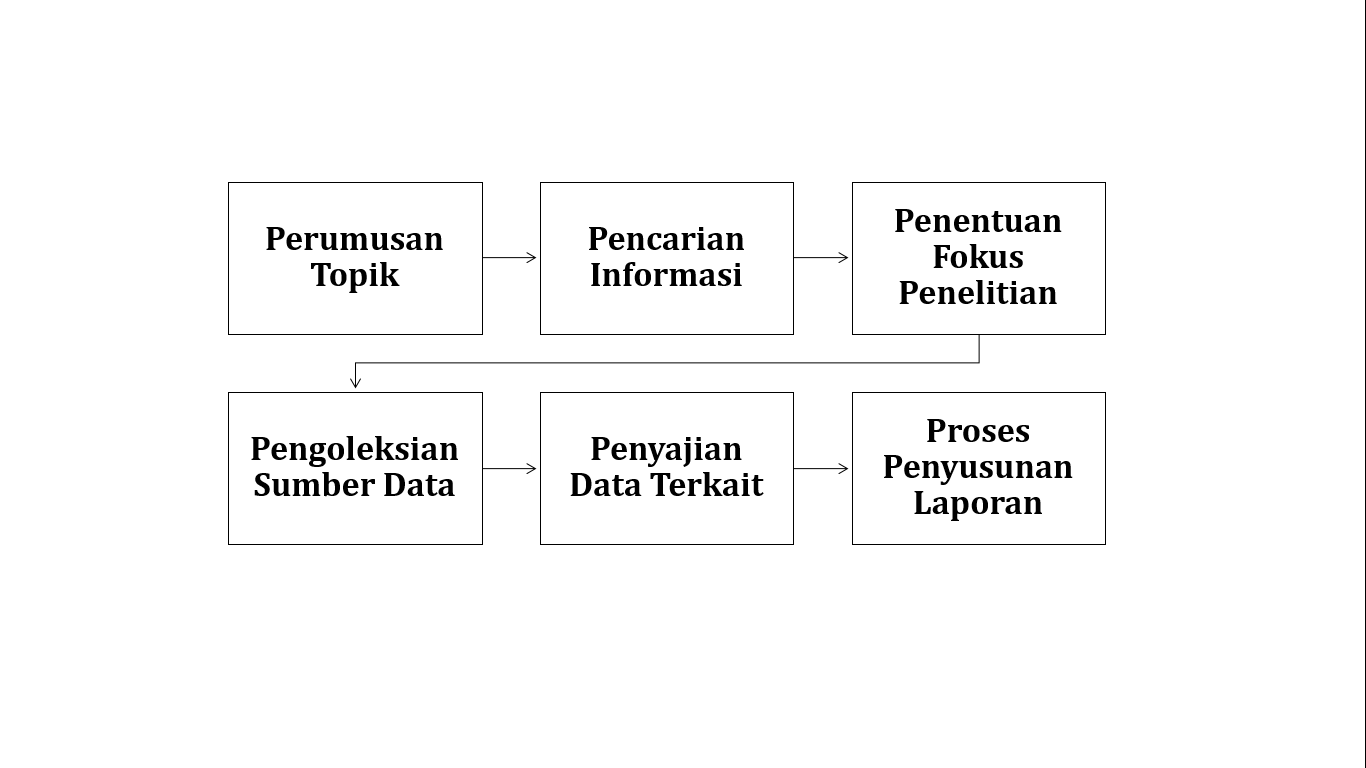 Perumusan
Topik
Pencarian
Informasi
Penentuan
Fokus
Penelitian
Pengoleksian
Sumber Data
Penyajian
Data Terkait
Proses
Penyusunan
Laporan